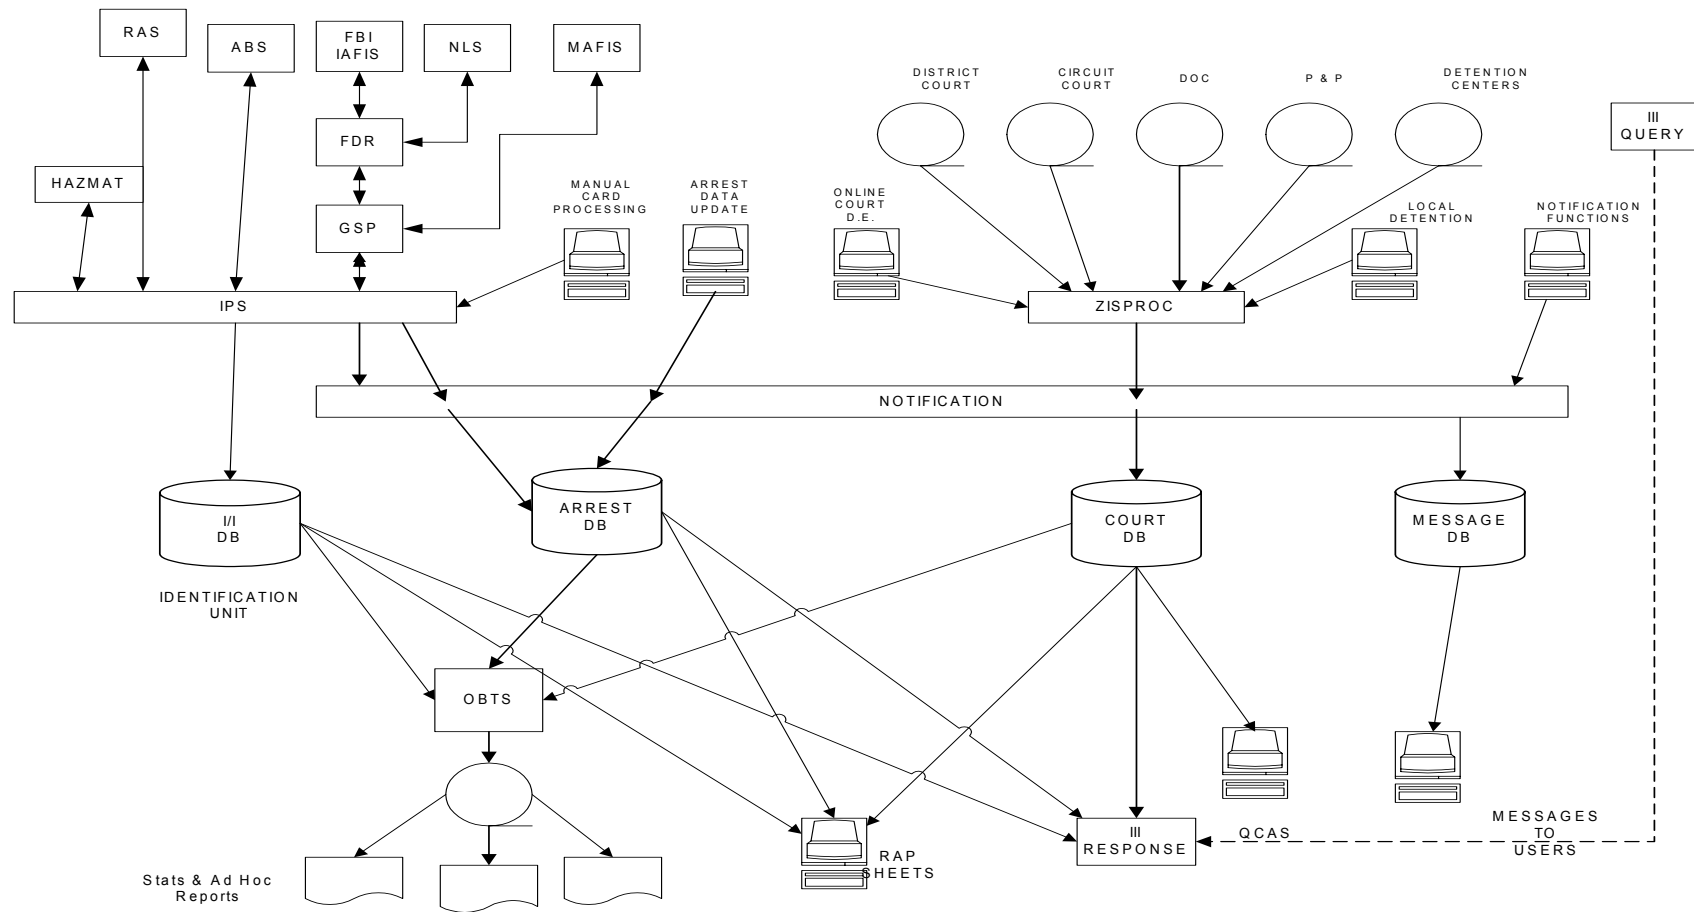 RAS
ABS
FBI
IAFIS
NLS
MAFIS
DISTRICT
COURT
CIRCUIT
COURT
DOC
P & P
DETENTION
CENTERS
III
QUERY
FDR
HAZMAT
GSP
MANUAL
CARD
PROCESSING
ARREST
DATA
UPDATE
ONLINE
COURT
D.E.
LOCAL
DETENTION
NOTIFICATION
FUNCTIONS
IPS
ZISPROC
NOTIFICATION
I/I
DB
ARREST
DB
COURT
DB
MESSAGE
DB
IDENTIFICATION
UNIT
OBTS
III
RESPONSE
QCAS
MESSAGES
TO
USERS
RAP
SHEETS
Stats & Ad Hoc
Reports